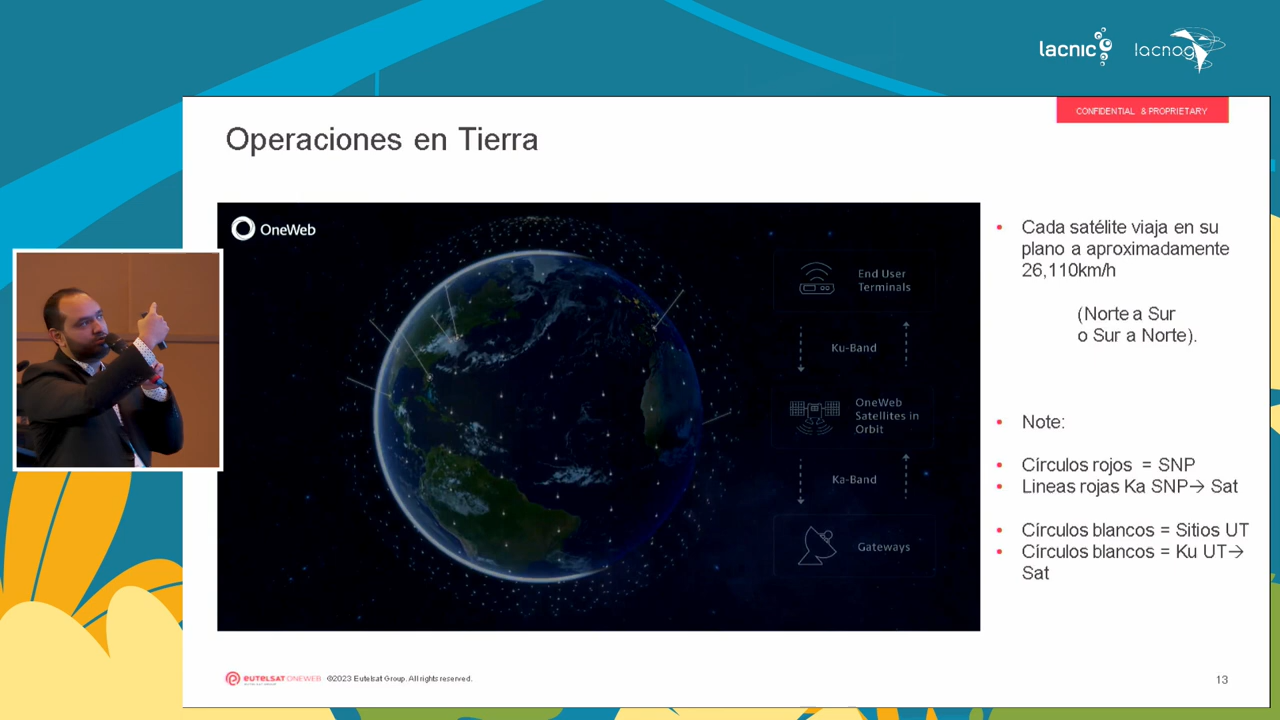 lacnic
lacnog
CONFIDENTIAL & PROPRIETARY
Operaciones en Tierra
OneWeb
End User
Terminals
Ku-Band
OneWeb
Satellites in
Orbit
Ka-Band
Gateways
• Cada satélite viaja en su
plano a aproximadamente
26,110km/h
(Norte a Sur
o Sur a Norte).
• Note:
• Círculos rojos = SNP
• Lineas rojas Ka SNP→ Sat
• Círculos blancos = Sitios UT
• Círculos blancos = Ku UT→
Sat
eutelsat ONEWEB
©2023 Eutelsat Group. All rights reserved.
13